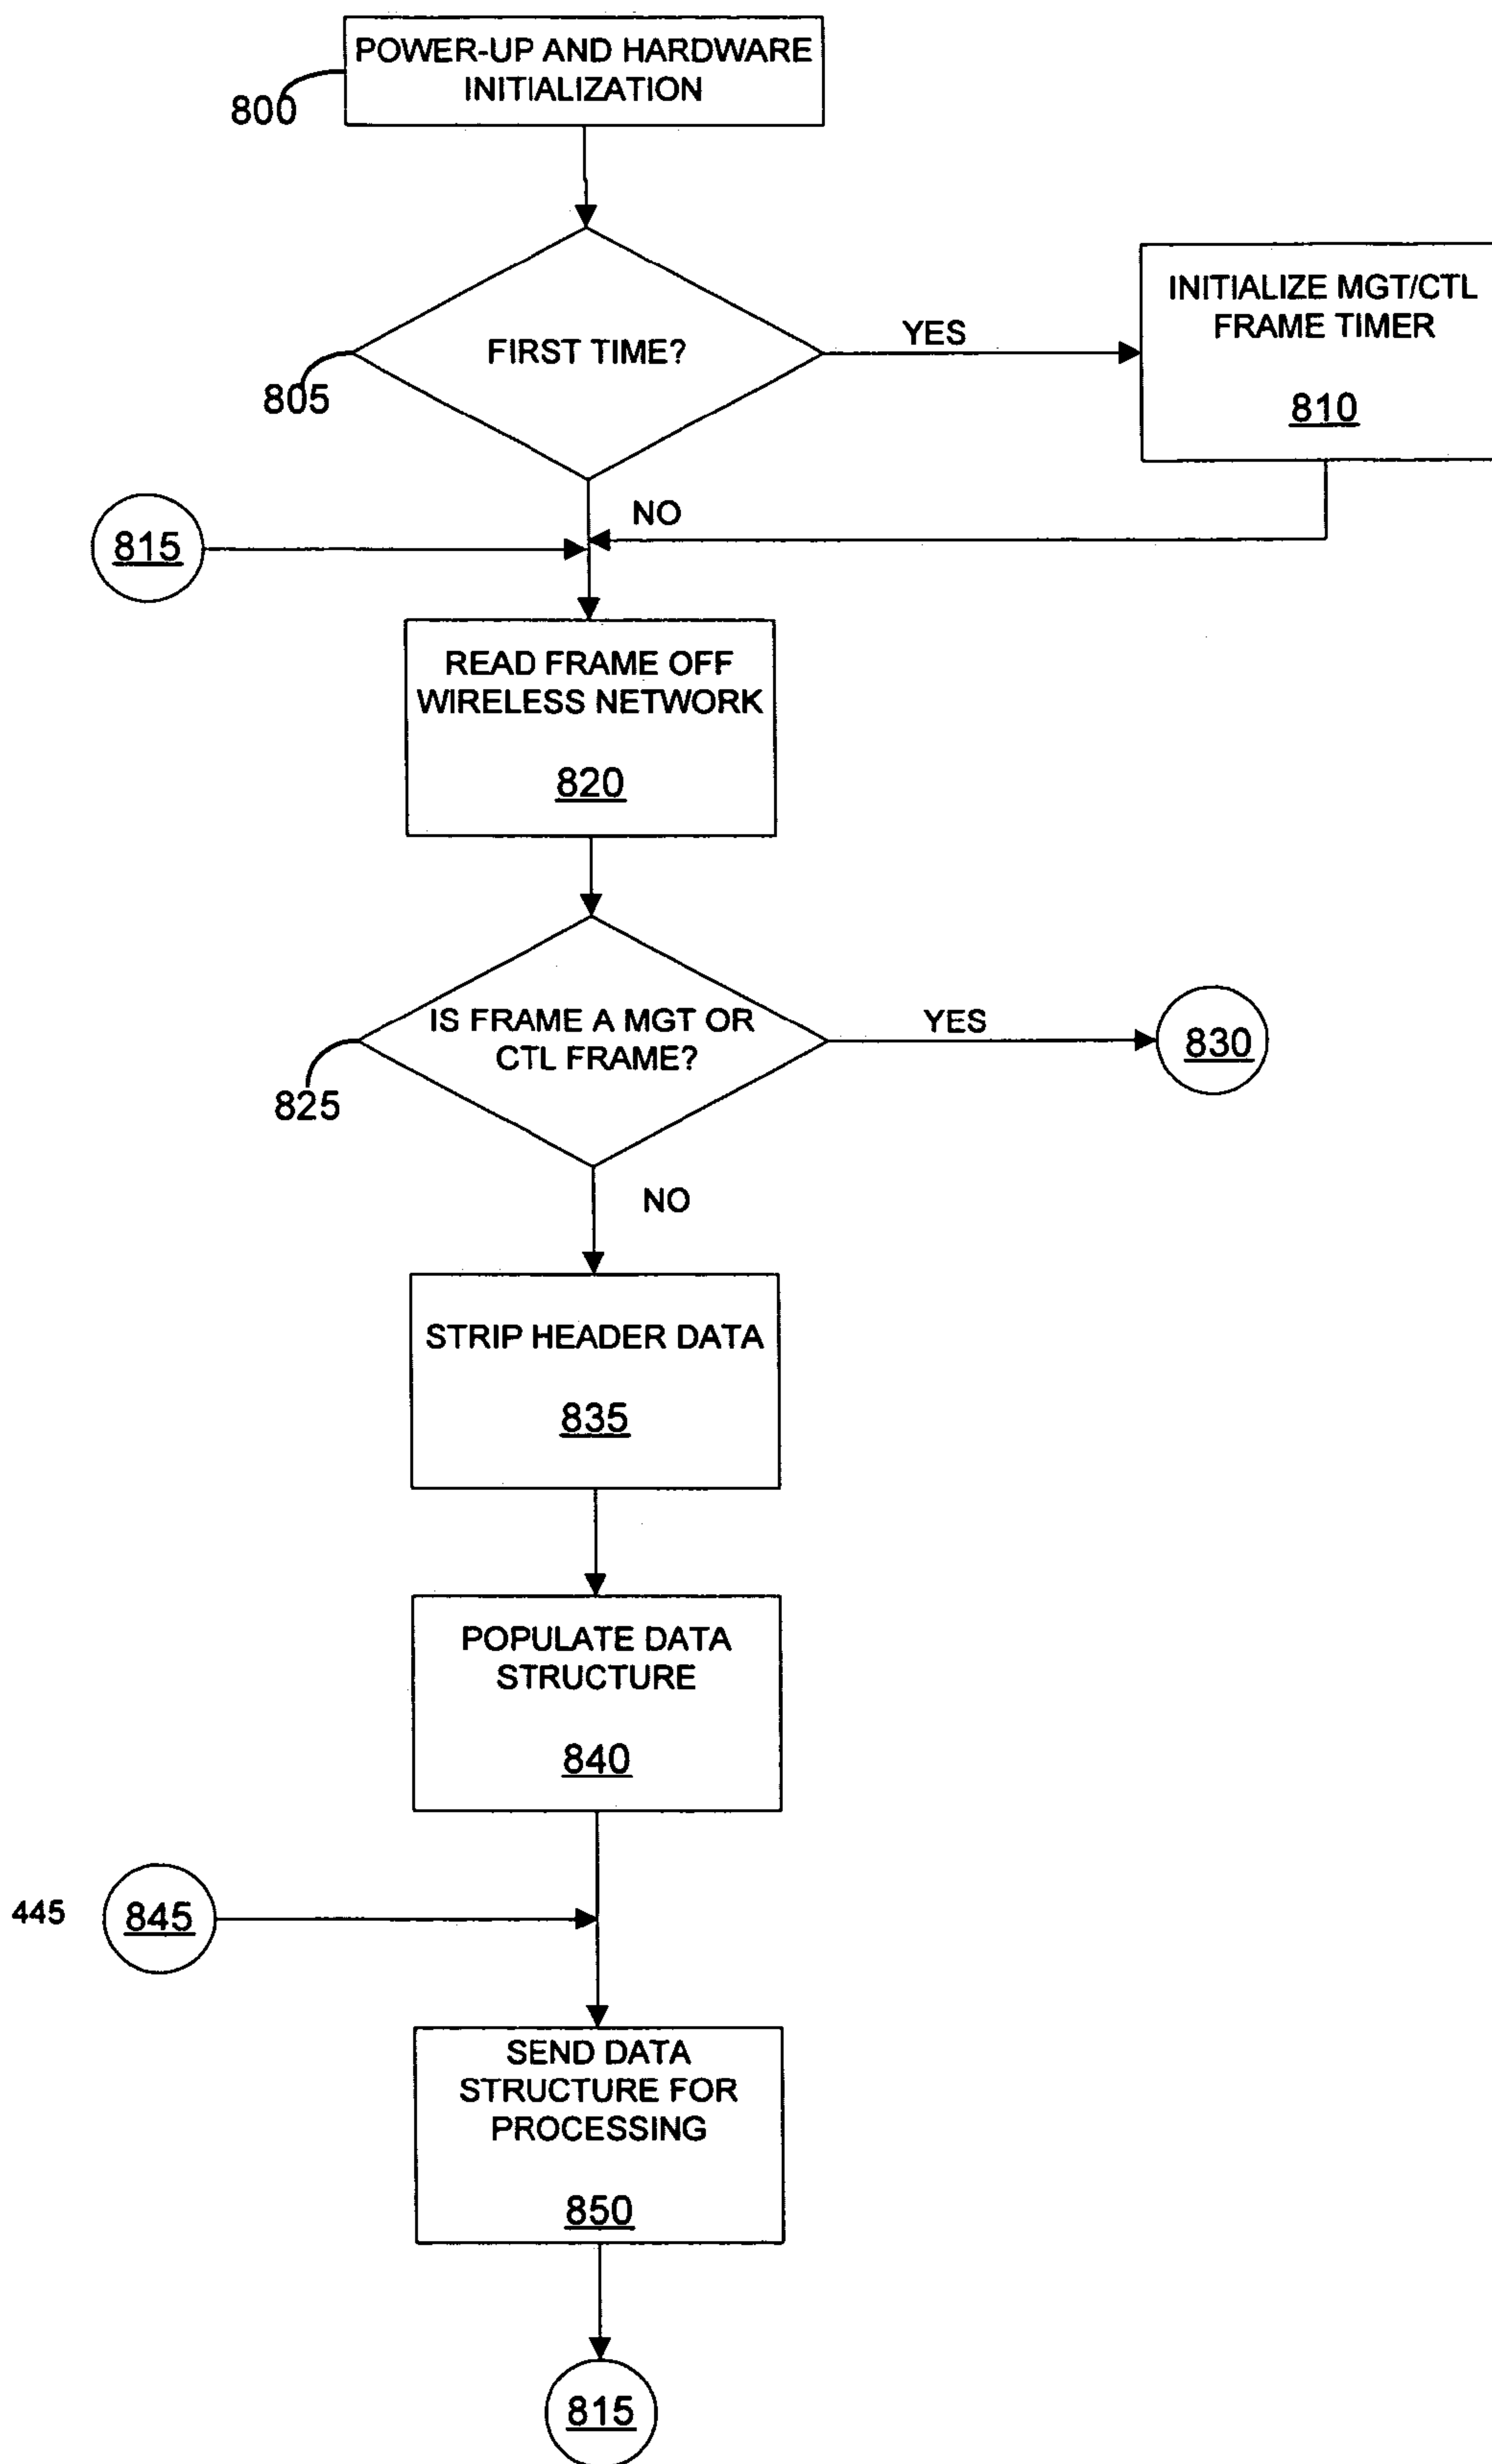 POWER-UP AND HARDWARE
INITIALIZATION
800
FIRST TIME?
805
YES
INITIALIZE MGT/CTL
FRAME TIMER
810
NO
815
READ FRAME OFF
WIRELESS NETWORK
820
IS FRAME A MGT OR
CTL FRAME?
825
YES
830
NO
STRIP HEADER DATA
835
POPULATE DATA
STRUCTURE
840
445
845
SEND DATA
STRUCTURE FOR
PROCESSING
850
815